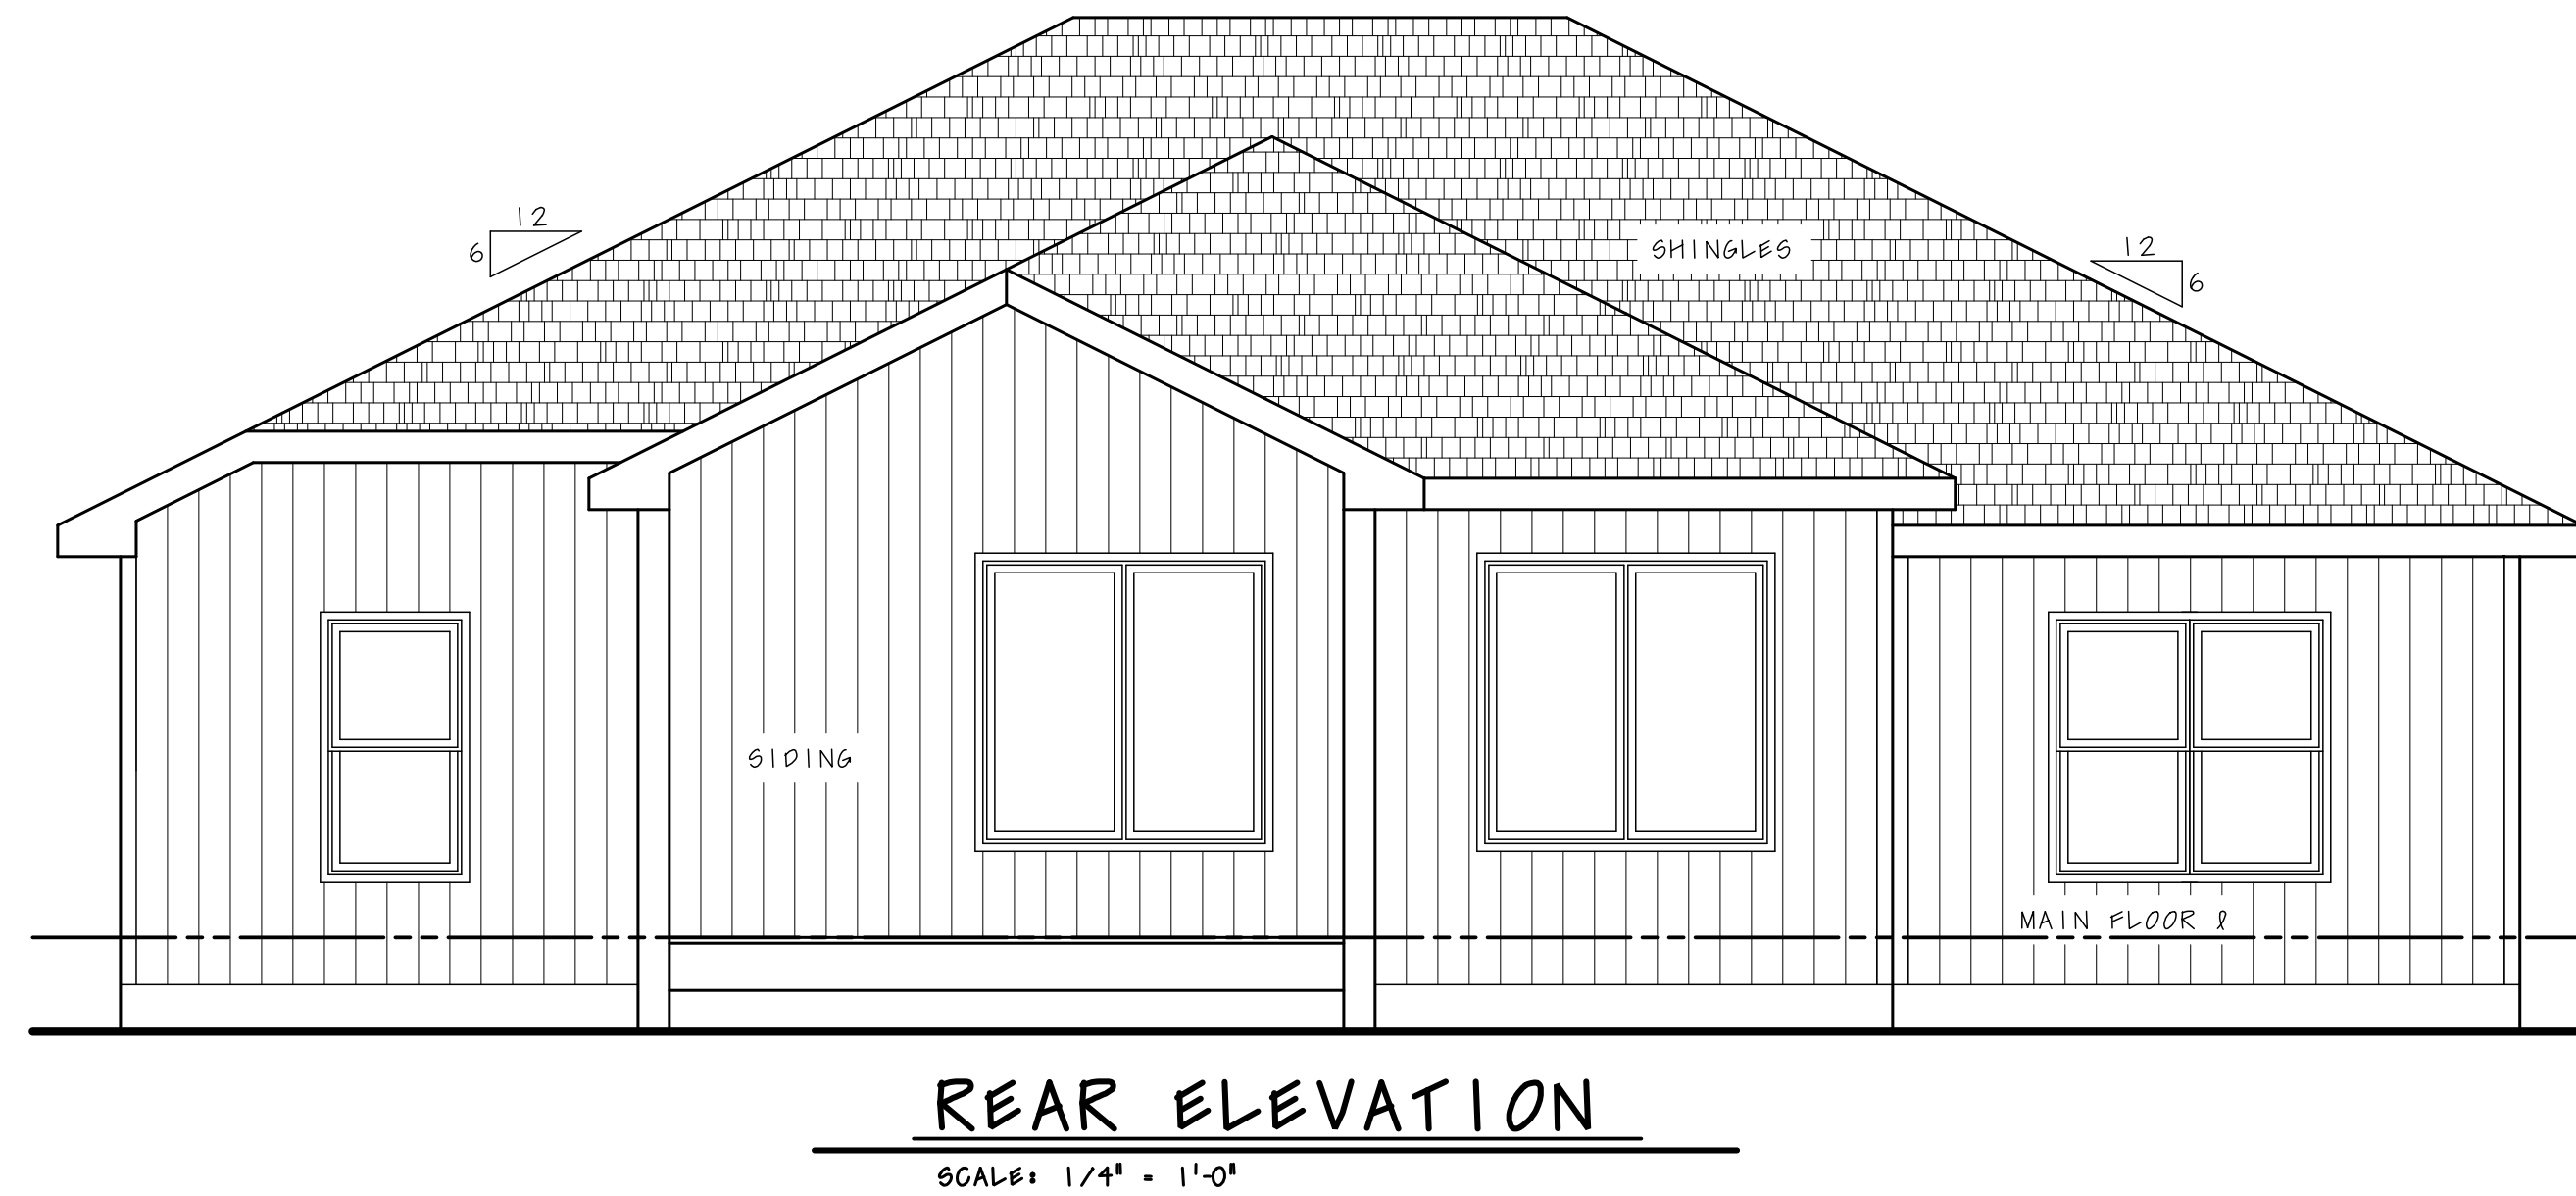 12
6
12
6
SHINGLES
SIDING
MAIN FLOOR
REAR ELEVATION
SCALE: 1/4" = 1'-0"